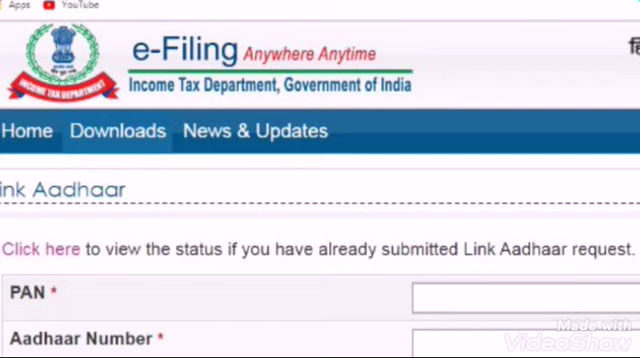 Apps YouTube
e-Filing Anywhere Anytime
Income Tax Department, Government of India
INCOME TAX DEPARTMENT
Home Downloads News & Updates
ink Aadhaar
Click here to view the status if you have already submitted Link Aadhaar request.
PAN *
Aadhaar Number *
Made with
VideoShow